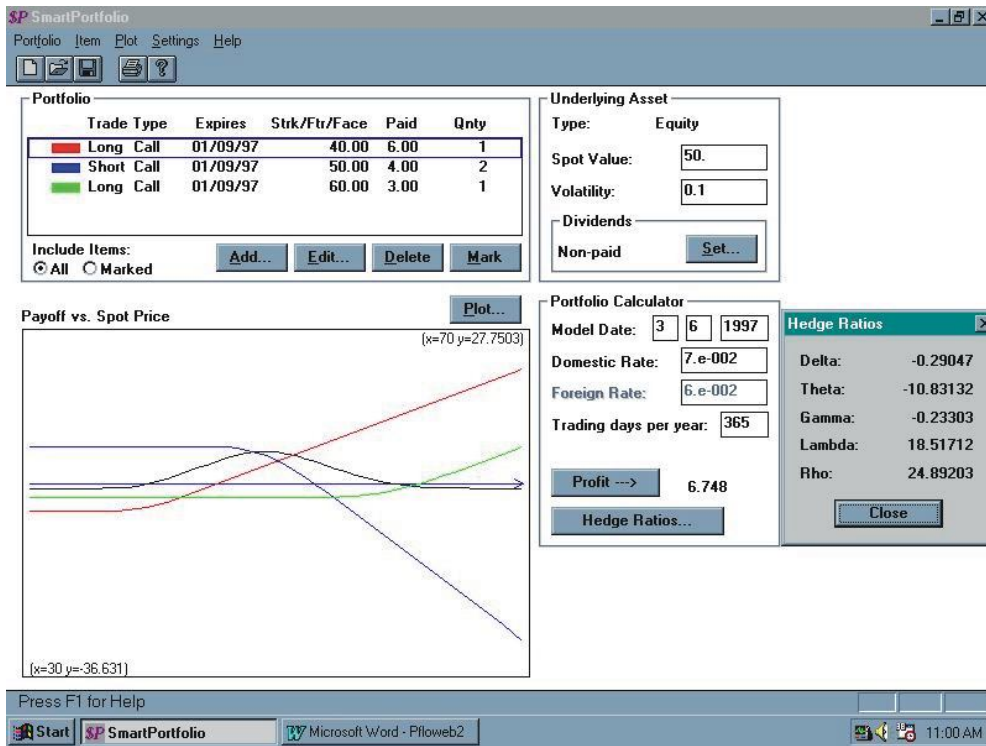 $P SmartPortfolio
Portfolio Item Plot Settings Help
Portfolio
Trade Type Expires Strk/Ftr/Face Paid Qnty
Long Call 01/09/97 40.00 6.00 1
Short Call 01/09/97 50.00 4.00 2
Long Call 01/09/97 60.00 3.00 1
Include Items:
All Marked
Add... Edit... Delete Mark
Underlying Asset
Type: Equity
Spot Value: 50.
Volatility: 0.1
Dividends
Non-paid Set...
Payoff vs. Spot Price
Plot...
(x=70 y=27.7503)
(x=30 y=-36.631)
Portfolio Calculator
Model Date: 3 6 1997
Domestic Rate: 7.e-002
Foreign Rate: 6.e-002
Trading days per year: 365
Profit ---> 6.748
Hedge Ratios...
Hedge Ratios
Delta: -0.29047
Theta: -10.83132
Gamma: -0.23303
Lambda: 18.51712
Rho: 24.89203
Close
Press F1 for Help
Start $P SmartPortfolio Microsoft Word - Pfloweb2 11:00 AM